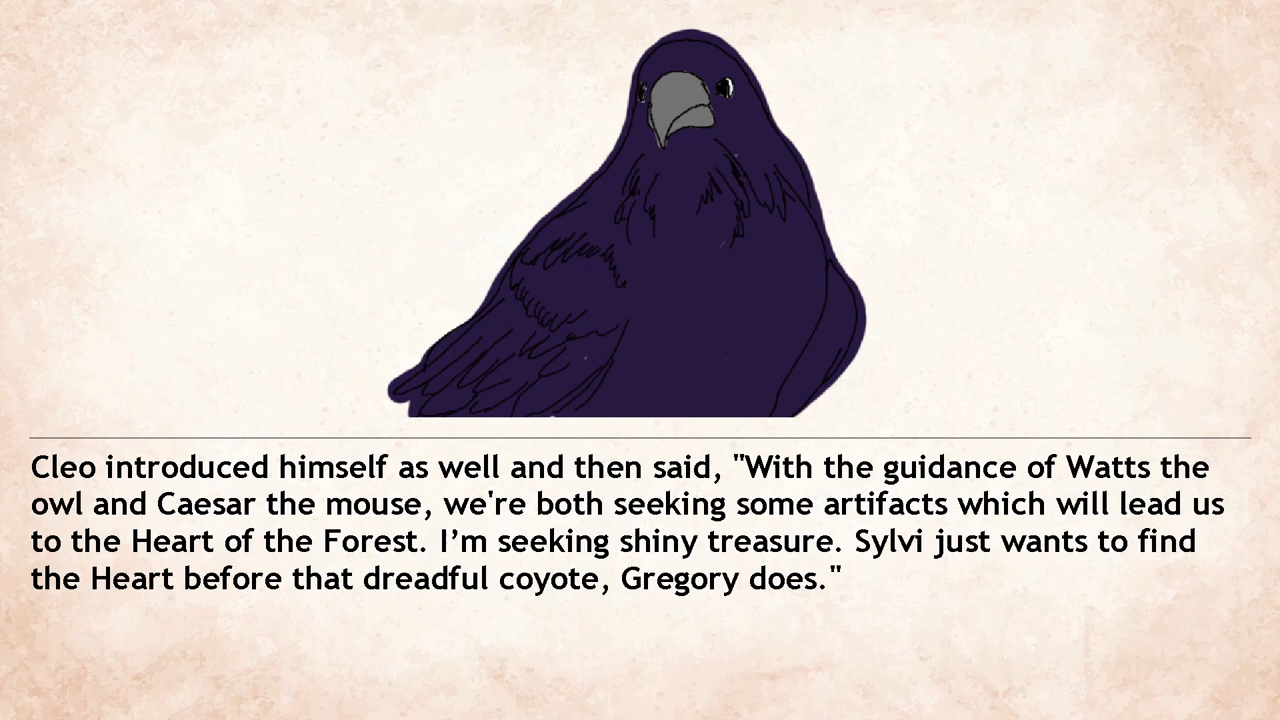 Cleo introduced himself as well and then said, "With the guidance of Watts the
owl and Caesar the mouse, we're both seeking some artifacts which will lead us
to the Heart of the Forest. I’m seeking shiny treasure. Sylvi just wants to find
the Heart before that dreadful coyote, Gregory does."